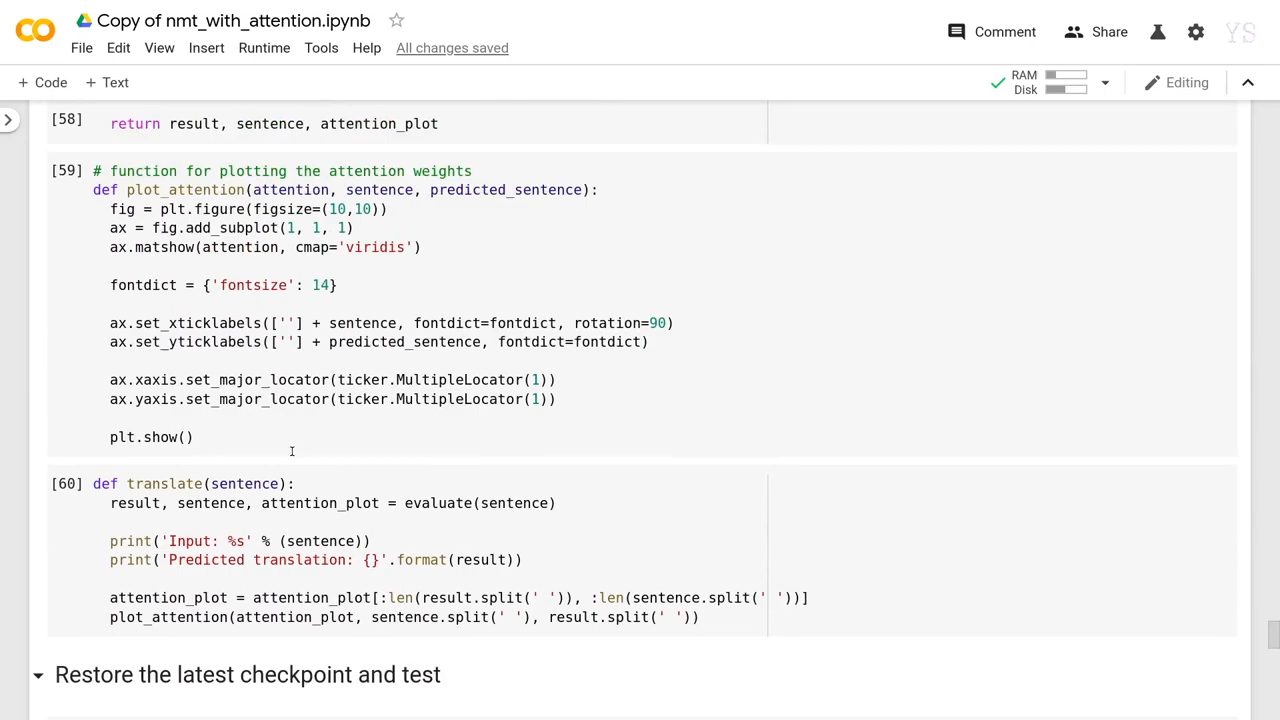 Copy of nmt_with_attention.ipynb
Comment
Share
YS
File Edit View Insert Runtime Tools Help All changes saved
+ Code + Text
RAM
Disk
Editing
[58] return result, sentence, attention_plot
[59] # function for plotting the attention weights
def plot_attention(attention, sentence, predicted_sentence):
fig = plt.figure(figsize=(10,10))
ax = fig.add_subplot(1, 1, 1)
ax.matshow(attention, cmap='viridis')
fontdict = {'fontsize': 14}
ax.set_xticklabels([''] + sentence, fontdict=fontdict, rotation=90)
ax.set_yticklabels([''] + predicted_sentence, fontdict=fontdict)
ax.xaxis.set_major_locator(ticker.MultipleLocator(1))
ax.yaxis.set_major_locator(ticker.MultipleLocator(1))
plt.show()
[60] def translate(sentence):
result, sentence, attention_plot = evaluate(sentence)
print('Input: %s' % (sentence))
print('Predicted translation: {}'.format(result))
attention_plot = attention_plot[:len(result.split(' ')), :len(sentence.split(' '))]
plot_attention(attention_plot, sentence.split(' '), result.split(' '))
Restore the latest checkpoint and test